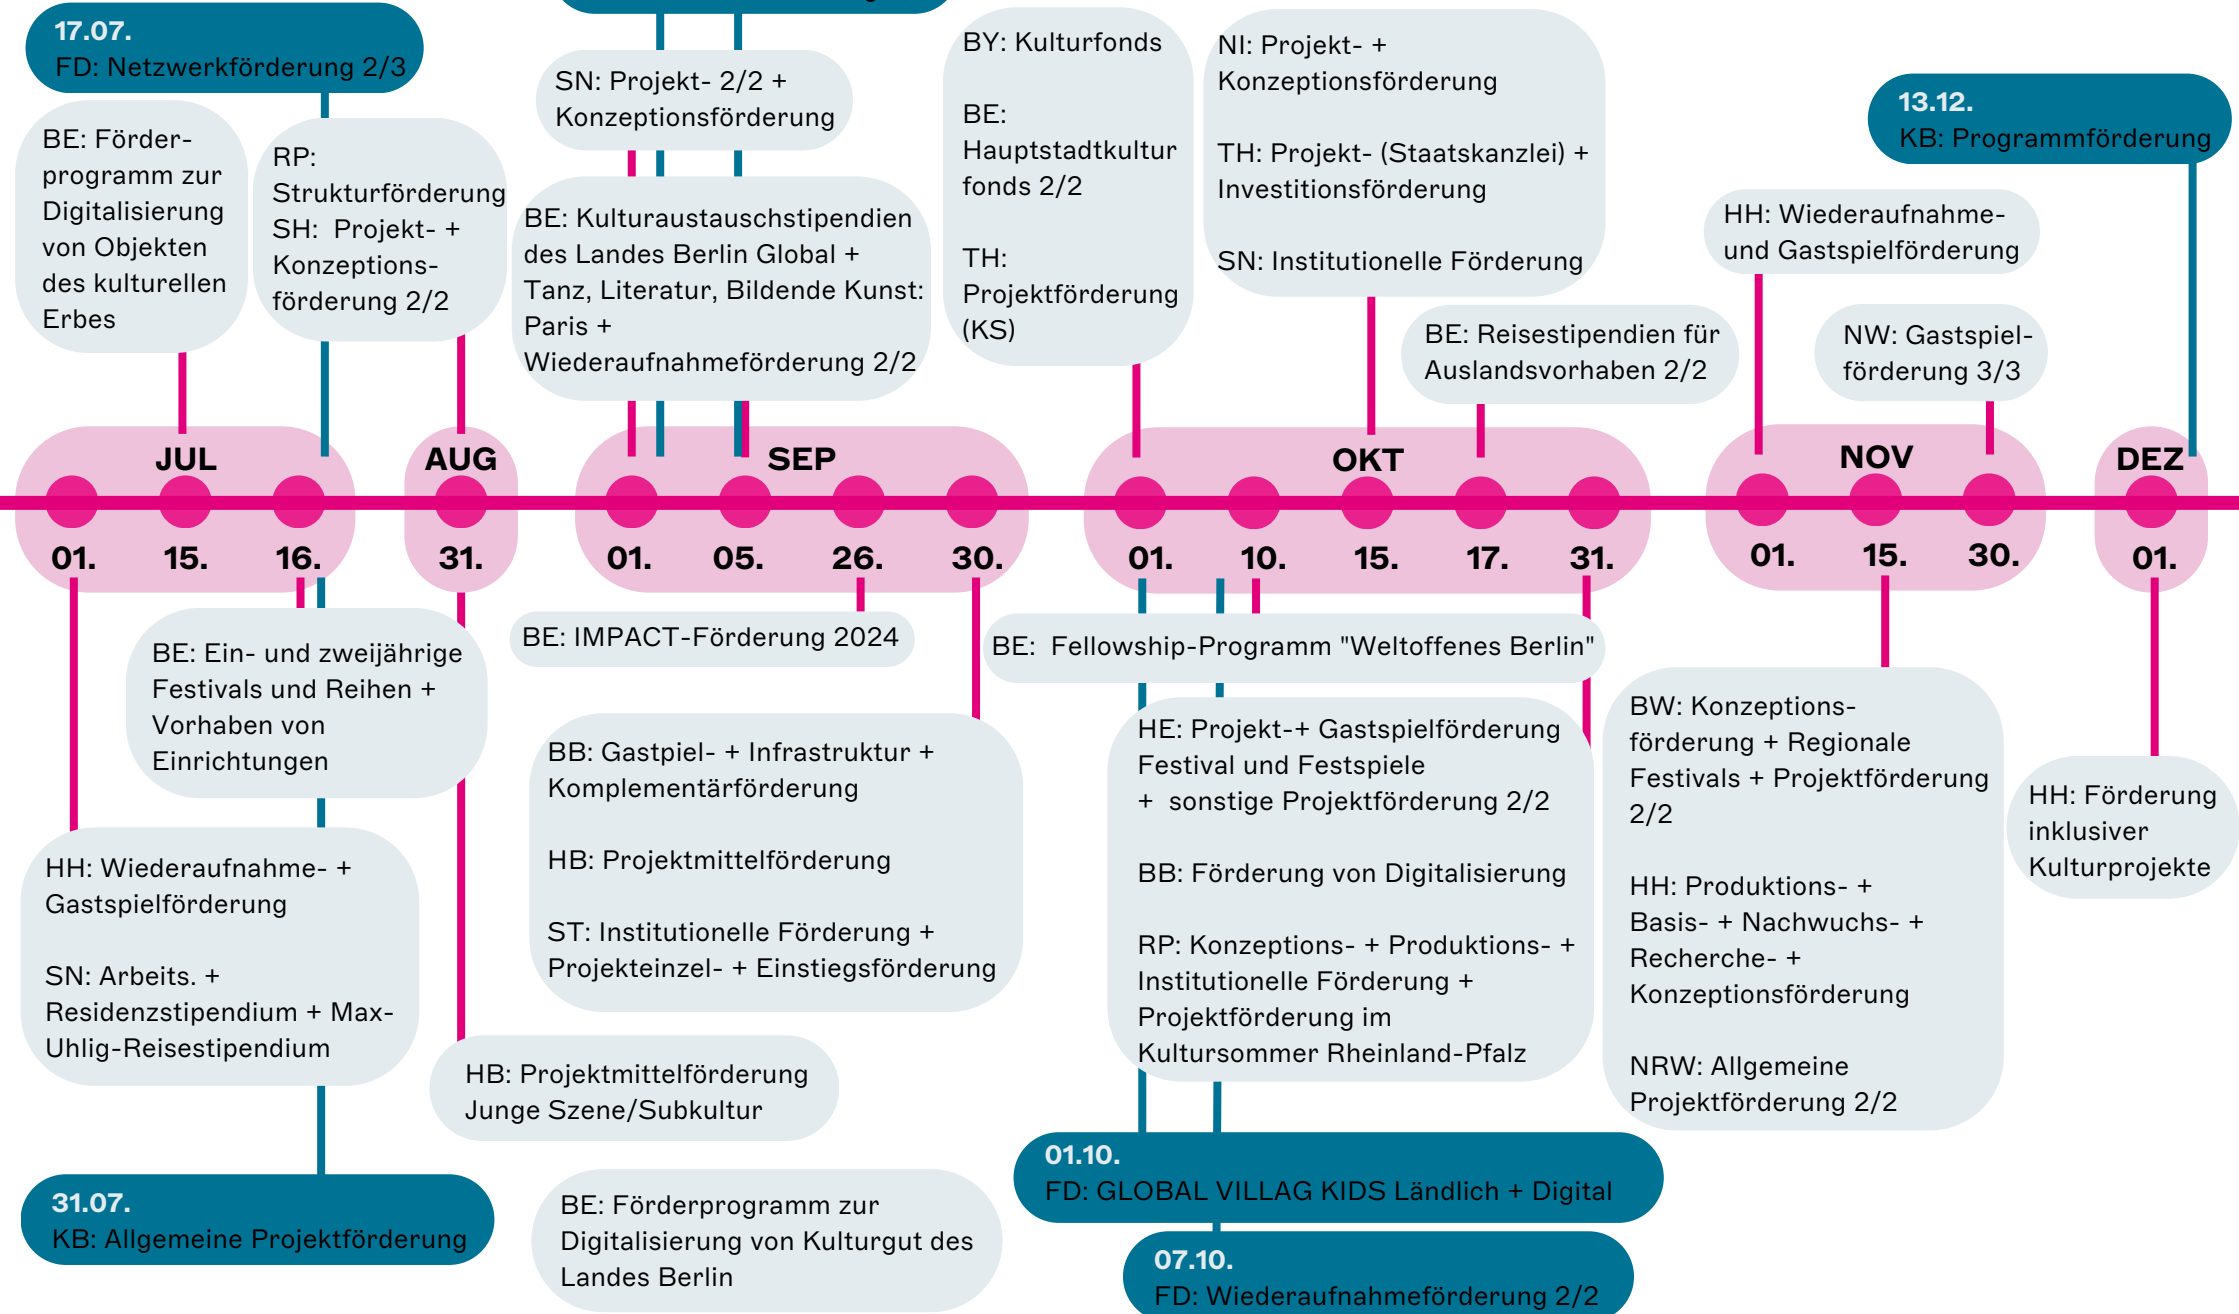 17.07.
FD: Netzwerkförderung 2/3
BE: Förder-
programm zur
Digitalisierung
von Objekten
des kulturellen
Erbes
RP:
Strukturförderung
SH: Projekt- +
Konzeptions-
förderung 2/2
SN: Projekt- 2/2 +
Konzeptionsförderung
BE: Kulturaustauschstipendien
des Landes Berlin Global +
Tanz, Literatur, Bildende Kunst:
Paris +
Wiederaufnahmeförderung 2/2
BY: Kulturfonds
BE:
Hauptstadtkultur
fonds 2/2
TH:
Projektförderung
(KS)
NI: Projekt- +
Konzeptionsförderung
TH: Projekt- (Staatskanzlei) +
Investitionsförderung
SN: Institutionelle Förderung
BE: Reisestipendien für
Auslandsvorhaben 2/2
HH: Wiederaufnahme-
und Gastspielförderung
NW: Gastspiel-
förderung 3/3
13.12.
KB: Programmförderung
JUL
AUG
SEP
OKT
NOV
DEZ
01.
15.
16.
31.
01.
05.
26.
30.
01.
10.
15.
17.
31.
01.
15.
30.
01.
BE: Ein- und zweijährige
Festivals und Reihen +
Vorhaben von
Einrichtungen
HH: Wiederaufnahme- +
Gastspielförderung
SN: Arbeits. +
Residenzstipendium + Max-
Uhlig-Reisestipendium
31.07.
KB: Allgemeine Projektförderung
BE: IMPACT-Förderung 2024
BB: Gastpiel- + Infrastruktur +
Komplementärförderung
HB: Projektmittelförderung
ST: Institutionelle Förderung +
Projekteinzel- + Einstiegsförderung
HB: Projektmittelförderung
Junge Szene/Subkultur
BE: Förderprogramm zur
Digitalisierung von Kulturgut des
Landes Berlin
BE: Fellowship-Programm "Weltoffenes Berlin"
HE: Projekt-+ Gastspielförderung
Festival und Festspiele
+ sonstige Projektförderung 2/2
BB: Förderung von Digitalisierung
RP: Konzeptions- + Produktions- +
Institutionelle Förderung +
Projektförderung im
Kultursommer Rheinland-Pfalz
01.10.
FD: GLOBAL VILLAG KIDS Ländlich + Digital
07.10.
FD: Wiederaufnahmeförderung 2/2
BW: Konzeptions-
förderung + Regionale
Festivals + Projektförderung
2/2
HH: Produktions- +
Basis- + Nachwuchs- +
Recherche- +
Konzeptionsförderung
NRW: Allgemeine
Projektförderung 2/2
HH: Förderung
inklusiver
Kulturprojekte